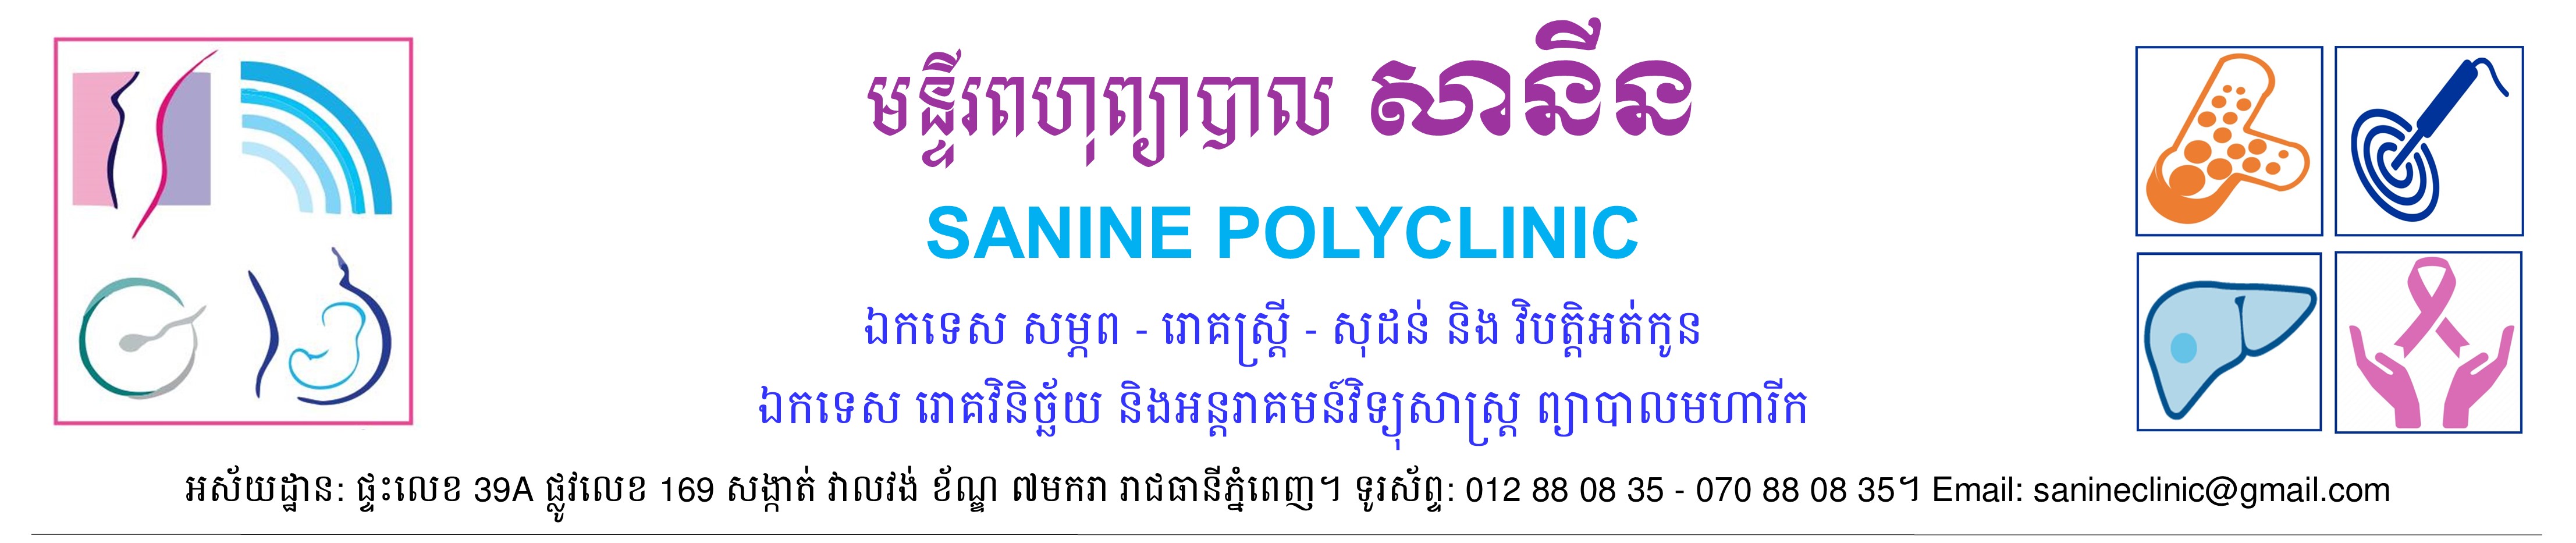 មន្ទីរពហុព្យាបាល សានីន
SANINE POLYCLINIC
ឯកទេស សម្ភព - រោគស្ត្រី - សុដន់ និង វិបត្តិអត់កូន
ឯកទេស រោគវិនិច្ឆ័យ និងអន្តរាគមន៍វិទ្យុសាស្ត្រ ព្យាបាលមហារីក
អស័យដ្ឋាន: ផ្ទះលេខ 39A ផ្លូវលេខ 169 សង្កាត់ វាលវង់ ខ័ណ្ឌ ៧មករា រាជធានីភ្នំពេញ។ ទូរស័ព្ទ: 012 88 08 35 - 070 88 08 35។ Email: sanineclinic@gmail.com